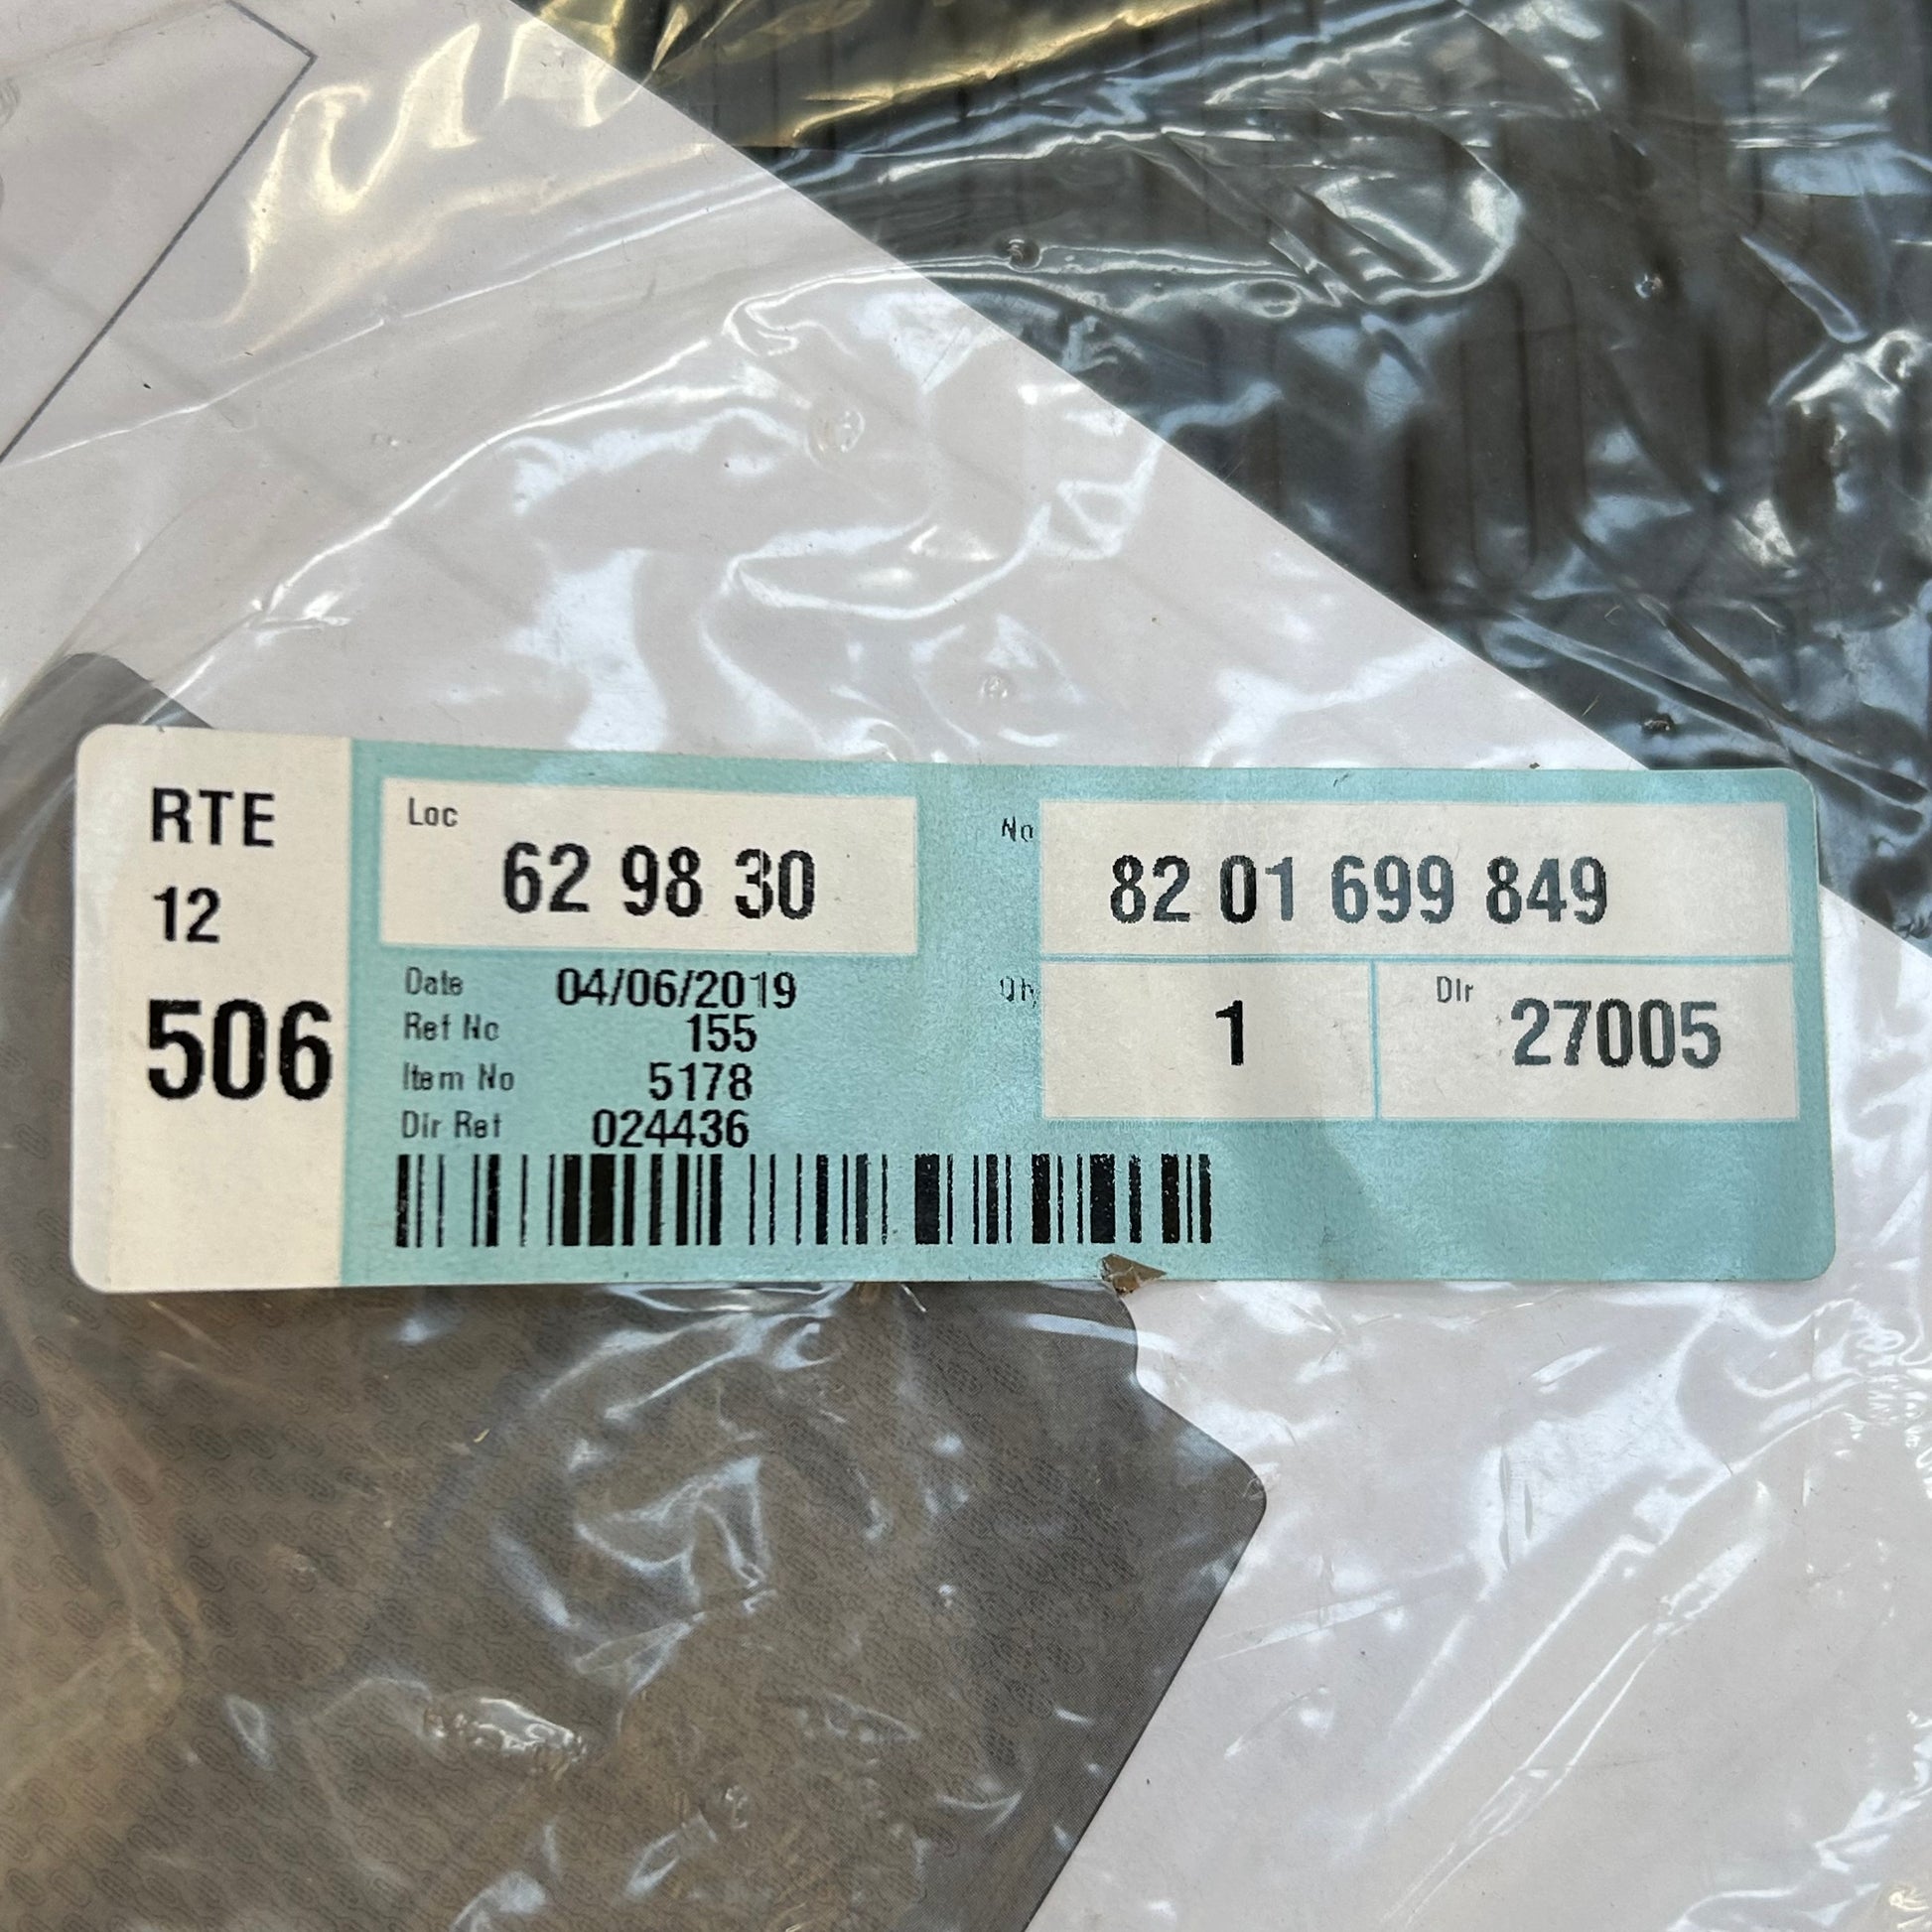 RTE
12
506
Loc
62 98 30
Date 04/06/2019
Ref No 155
Item No 5178
Dlr Ref 024436
No
82 01 699 849
Qty
1
Dlr 27005